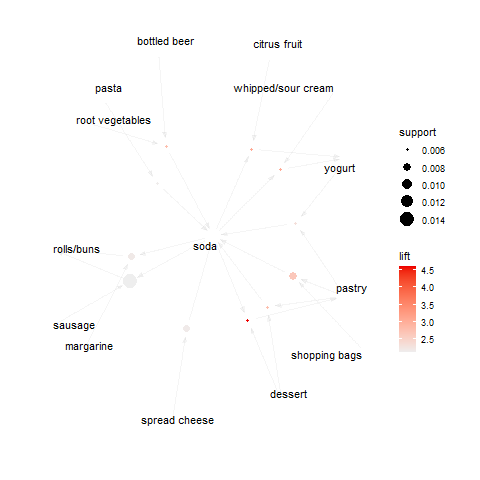 bottled beer
citrus fruit
pasta
whipped/sour cream
root vegetables
yogurt
soda
rolls/buns
pastry
sausage
margarine
shopping bags
dessert
spread cheese
support
0.006
0.008
0.010
0.012
0.014
lift
4.5
4.0
3.5
3.0
2.5